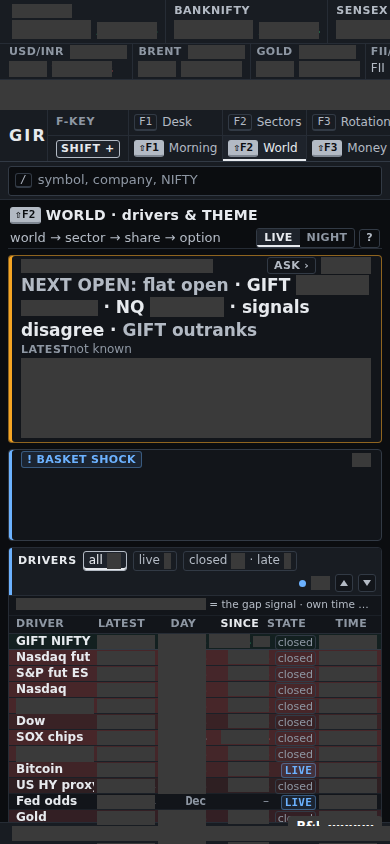 BANKNIFTY
SENSEX
USD/INR
BRENT
GOLD
FII/
FII
GIR
F-KEY
F1 Desk
F2 Sectors
F3 Rotation
SHIFT +
⇧F1 Morning
⇧F2 World
⇧F3 Money
/ symbol, company, NIFTY
⇧F2 WORLD · drivers & THEME
world → sector → share → option
LIVE NIGHT ?
ASK ›
NEXT OPEN: flat open · GIFT
· NQ · signals
disagree · GIFT outranks
LATEST not known
! BASKET SHOCK
DRIVERS all live closed · late
= the gap signal · own time ...
DRIVER LATEST DAY SINCE STATE TIME
GIFT NIFTY closed
Nasdaq fut closed
S&P fut ES closed
Nasdaq closed
closed
Dow closed
SOX chips closed
closed
Bitcoin LIVE
US HY proxy closed
Fed odds Dec – LIVE
Gold